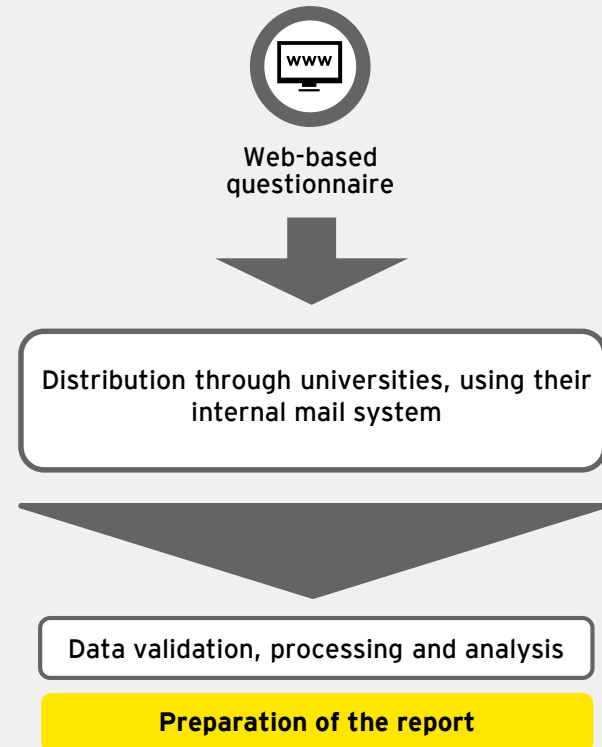 www
Web-based
questionnaire
Distribution through universities, using their
internal mail system
Data validation, processing and analysis
Preparation of the report